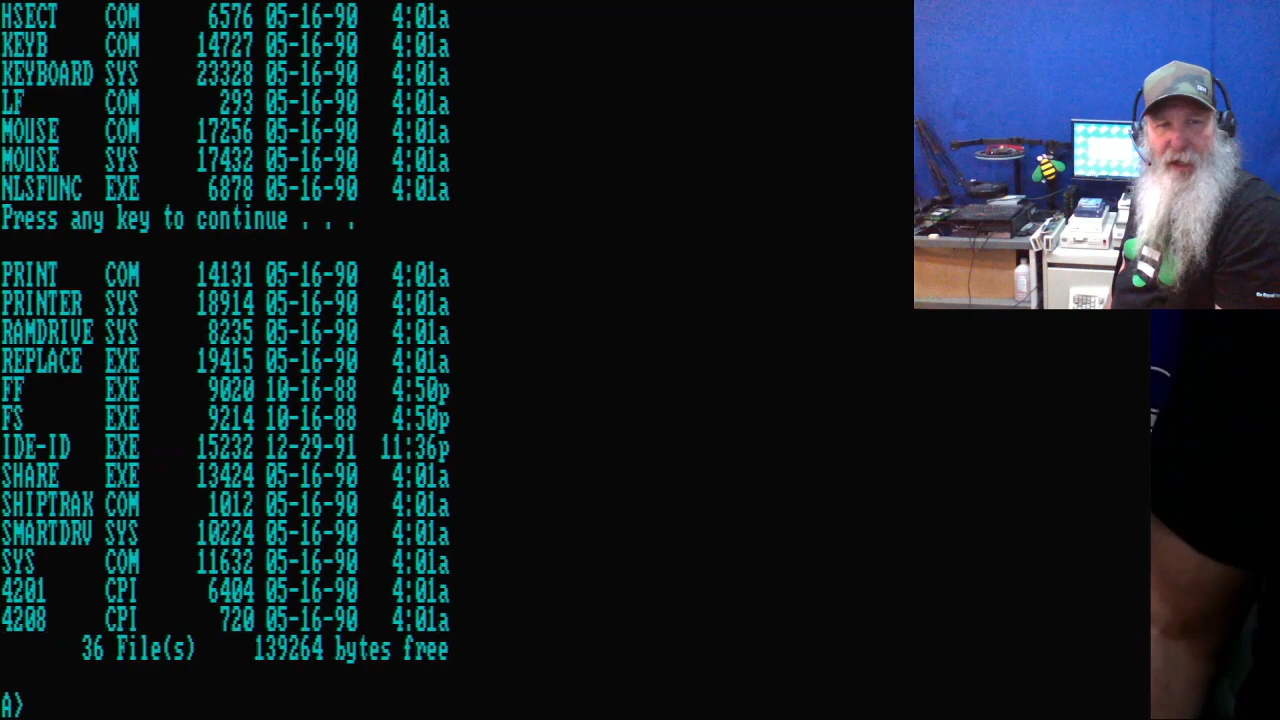 HSECT    COM      6576 05-16-90   4:01a
KEYB     COM     14727 05-16-90   4:01a
KEYBOARD SYS     23328 05-16-90   4:01a
LF       COM       293 05-16-90   4:01a
MOUSE    COM     17256 05-16-90   4:01a
MOUSE    SYS     17432 05-16-90   4:01a
NLSFUNC  EXE      6878 05-16-90   4:01a
Press any key to continue . . .
PRINT    COM     14131 05-16-90   4:01a
PRINTER  SYS     18914 05-16-90   4:01a
RAMDRIVE SYS      8235 05-16-90   4:01a
REPLACE  EXE     19415 05-16-90   4:01a
FF       EXE      9020 10-16-88   4:50p
FS       EXE      9214 10-16-88   4:50p
IDE-ID   EXE     15232 12-29-91  11:36p
SHARE    EXE     13424 05-16-90   4:01a
SHIPTRAK COM      1012 05-16-90   4:01a
SMARTDRV SYS     10224 05-16-90   4:01a
SYS      COM     11632 05-16-90   4:01a
4201     CPI      6404 05-16-90   4:01a
4208     CPI       720 05-16-90   4:01a
       36 File(s)     139264 bytes free
A>